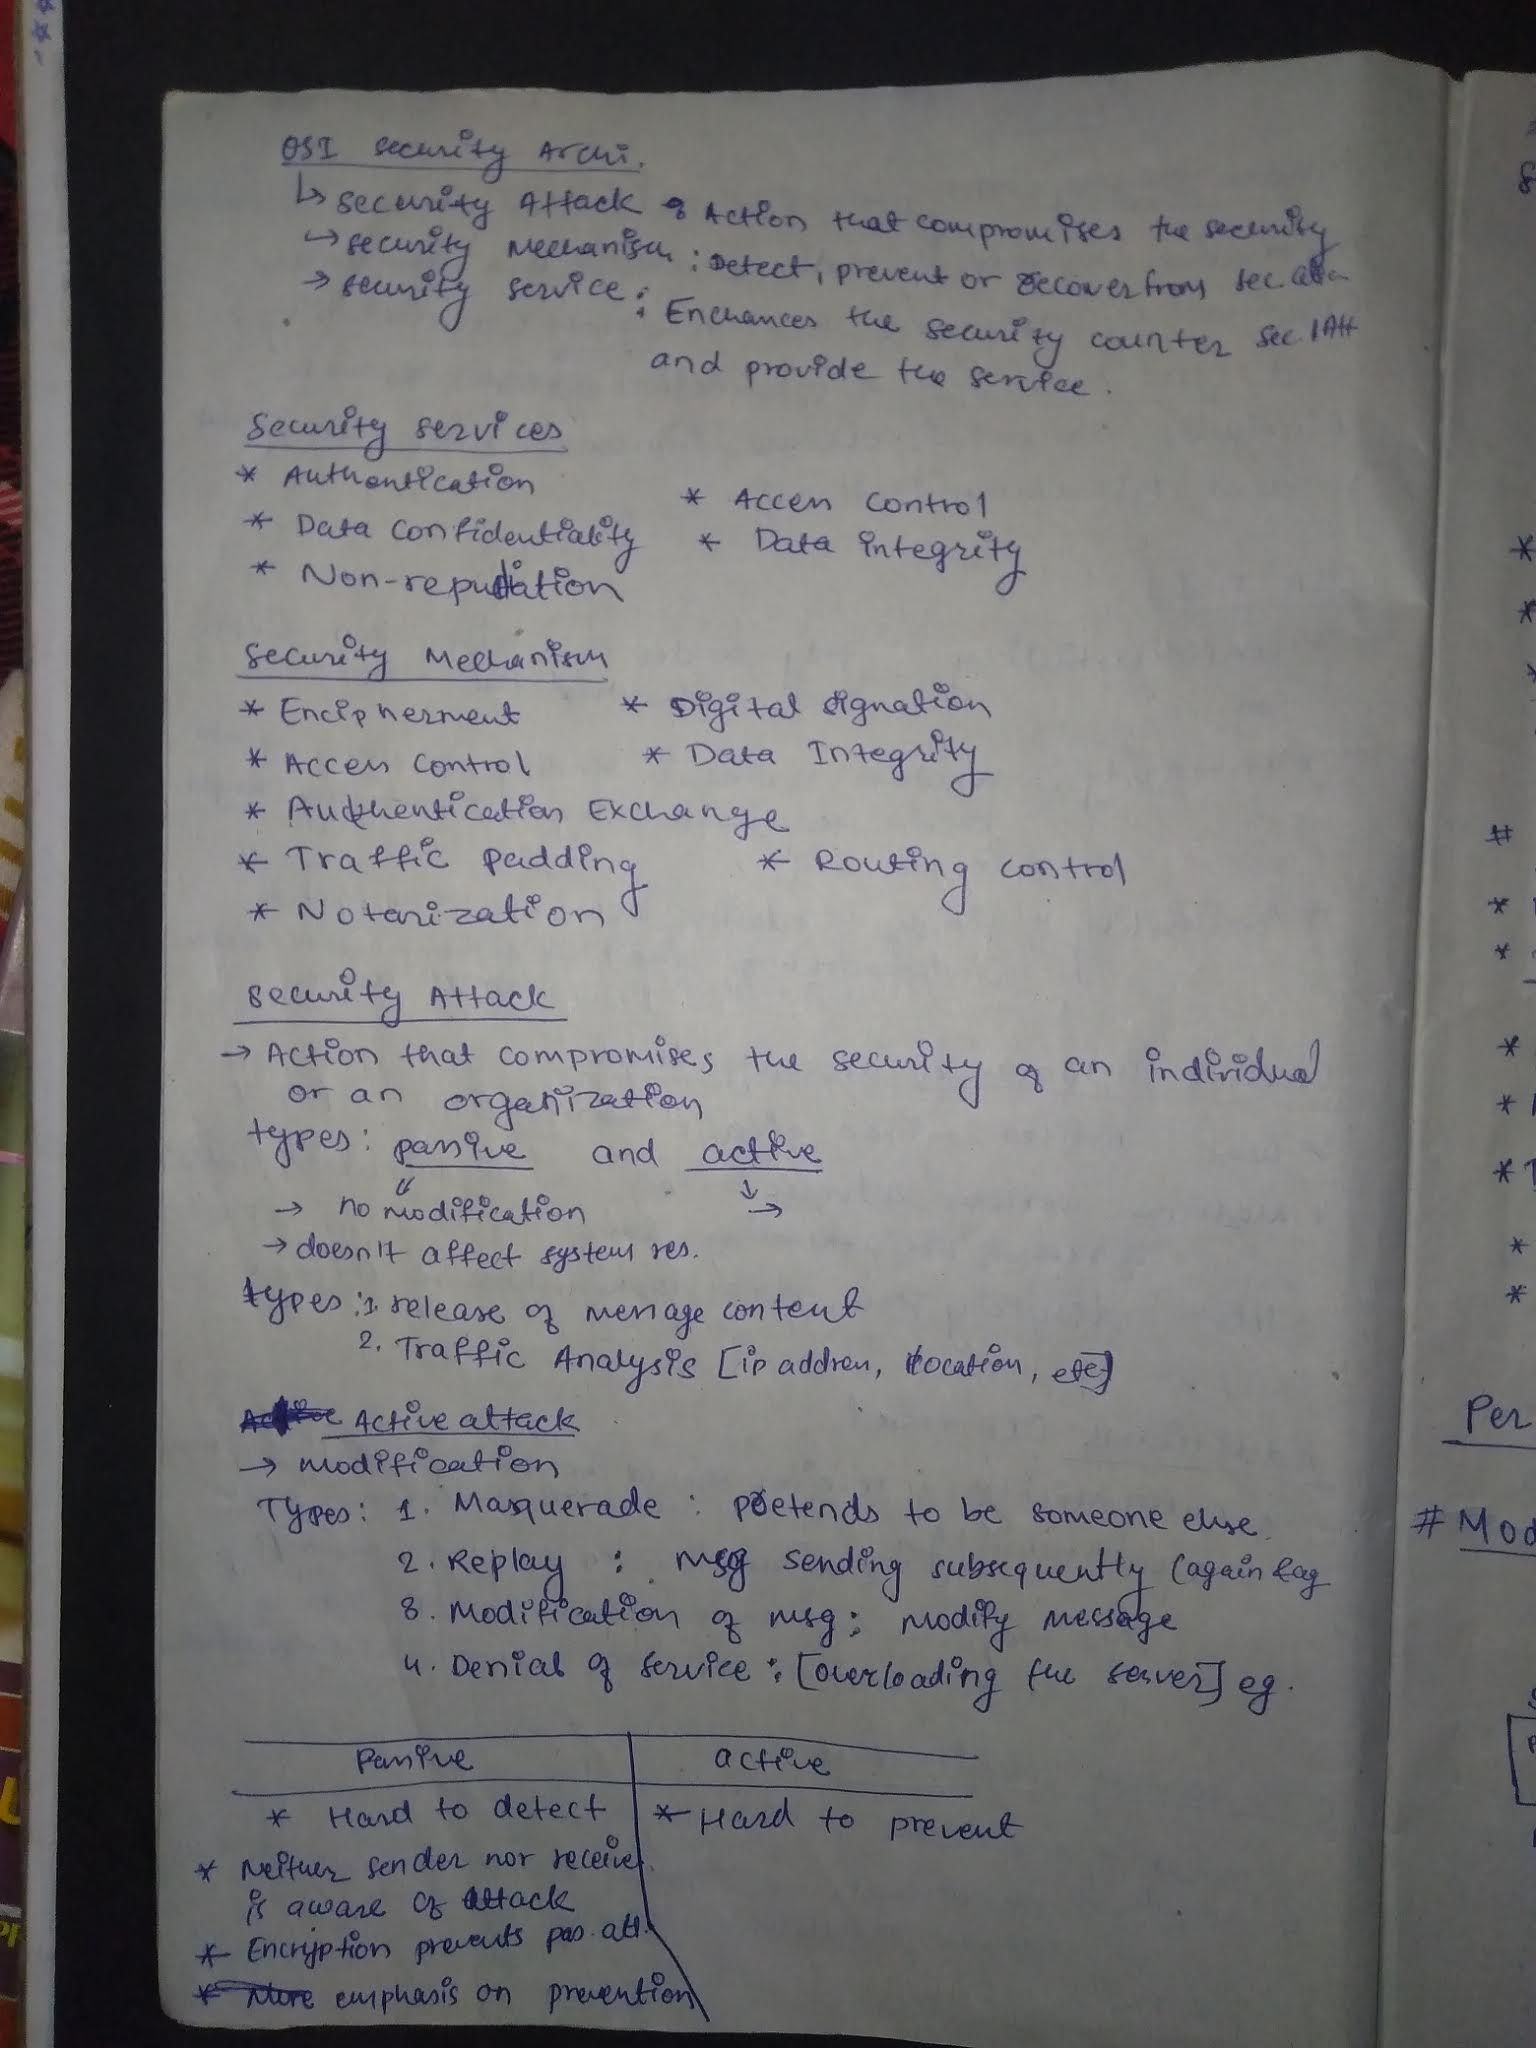 OSI security Archi.
↳ security Attack : Action that compromises the security
→ security Mechanism : Detect, prevent or recover from sec.
→ security service : Enchances the security counter sec. Att
and provide the service.
Security services
* Authentication
* Access control
* Data confidentiality
* Data integrity
* Non-repudiation
Security Mechanism
* Encipherment
* Digital signation
* Access control
* Data Integrity
* Authentication Exchange
* Traffic padding
* Routing control
* Notarization
Security Attack
→ Action that compromises the security of an individual
or an organization
types: passive and active
→ no modification →
→ doesn't affect system res.
types: 1. release of message content
2. Traffic Analysis [ip address, location, etc]
Active attack
→ modification
Types: 1. Masquerade : pretends to be someone else.
2. Replay : msg sending subsequently (again &ag
3. Modification of msg : modify message
4. Denial of service : [overloading the server] eg.
Passive active
* Hard to detect * Hard to prevent
* Neither sender nor receiver
is aware of attack
* Encryption prevents pas. att.
* emphasis on prevention
Per
# Mod